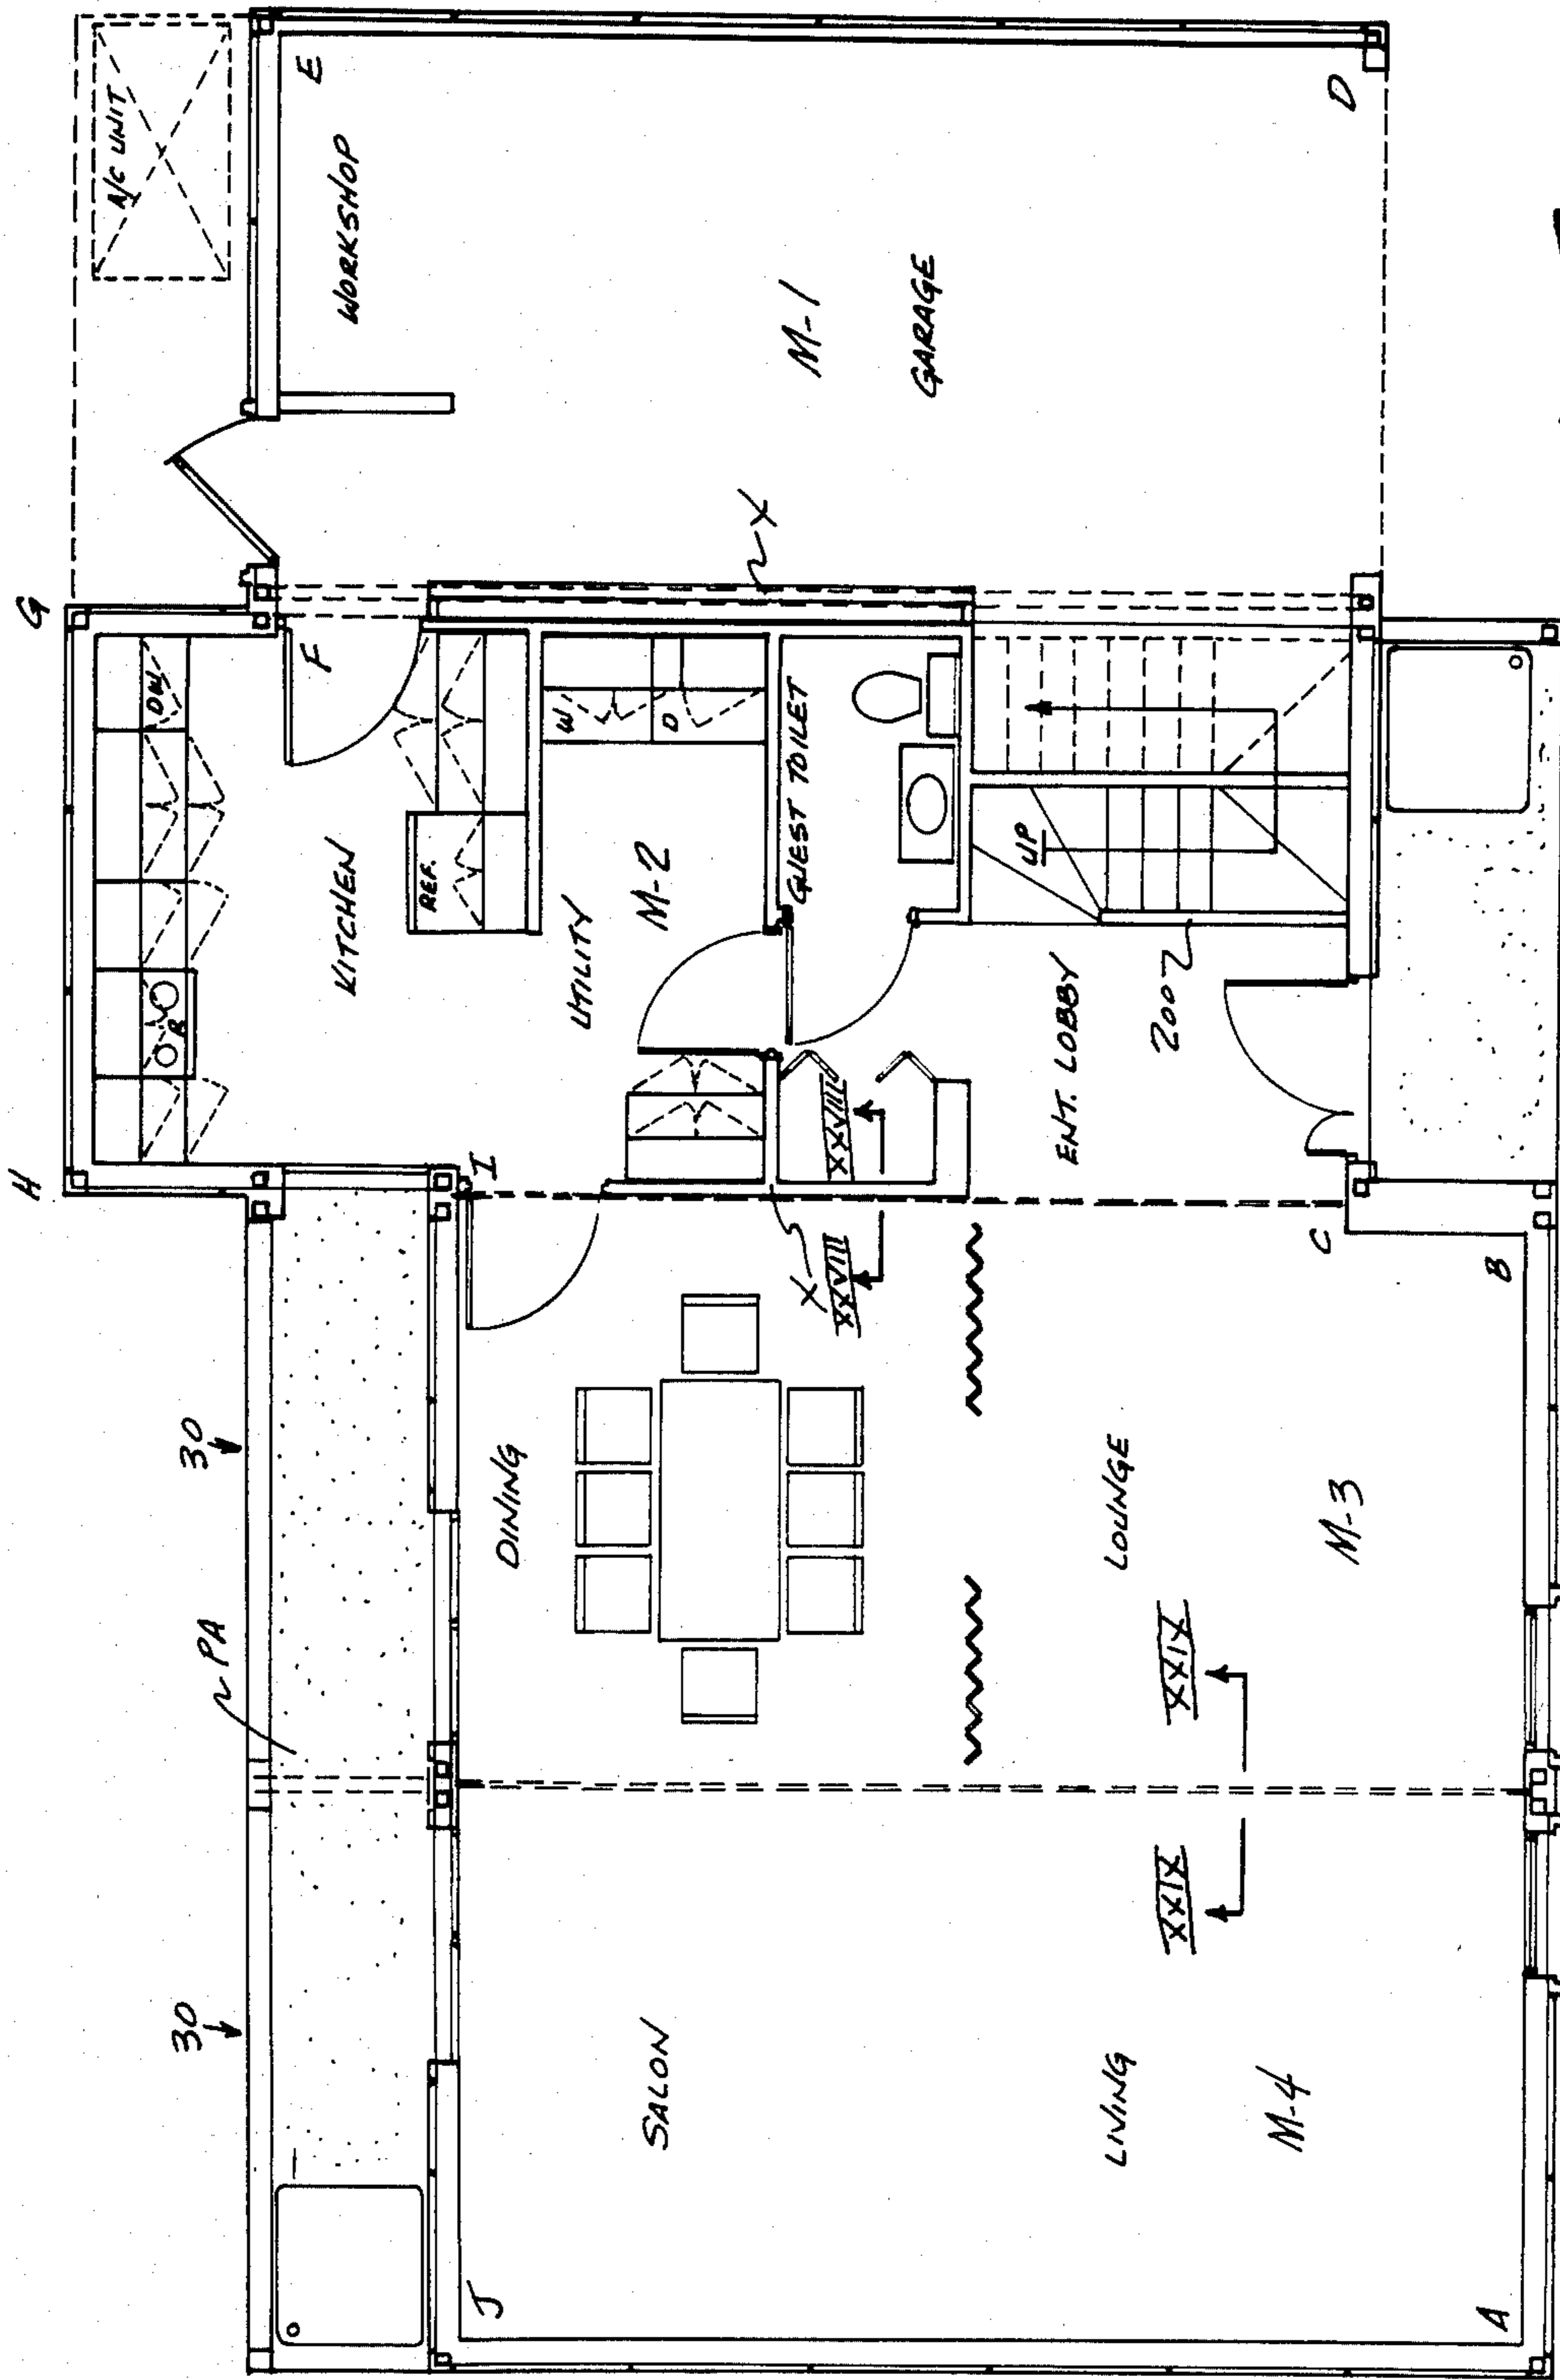 H
G
A/C UNIT
E
WORKSHOP
M-1
GARAGE
D
X
DW
F
KITCHEN
R
REF.
W
D
UTILITY
M-2
GUEST TOILET
UP
2007
ENT. LOBBY
I
XXVIII
XXVIII
X
C
B
30
30
PA
DINING
LOUNGE
M-3
XXIX
XXIX
SALON
LIVING
M-4
J
A